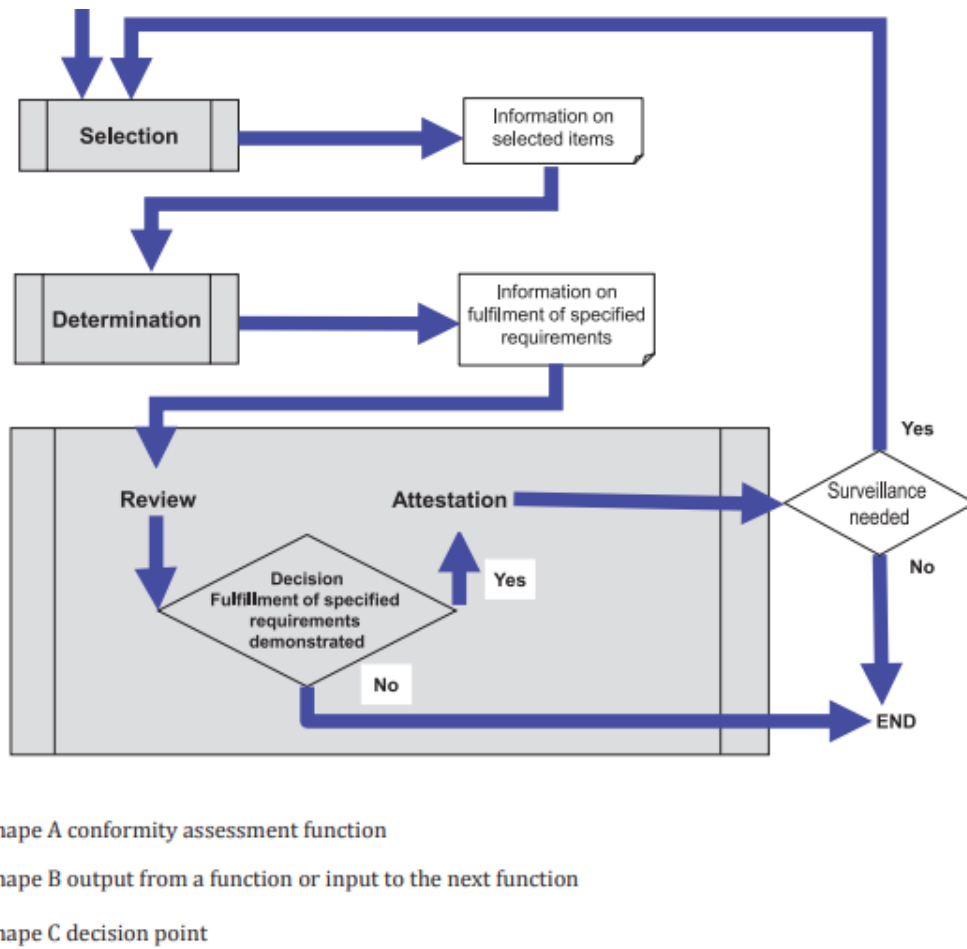 Selection
Information on
selected items
Determination
Information on
fulfilment of specified
requirements
Review
Attestation
Yes
Surveillance
needed
No
Decision
Fulfillment of specified
requirements
demonstrated
Yes
No
END
hape A conformity assessment function
hape B output from a function or input to the next function
hape C decision point